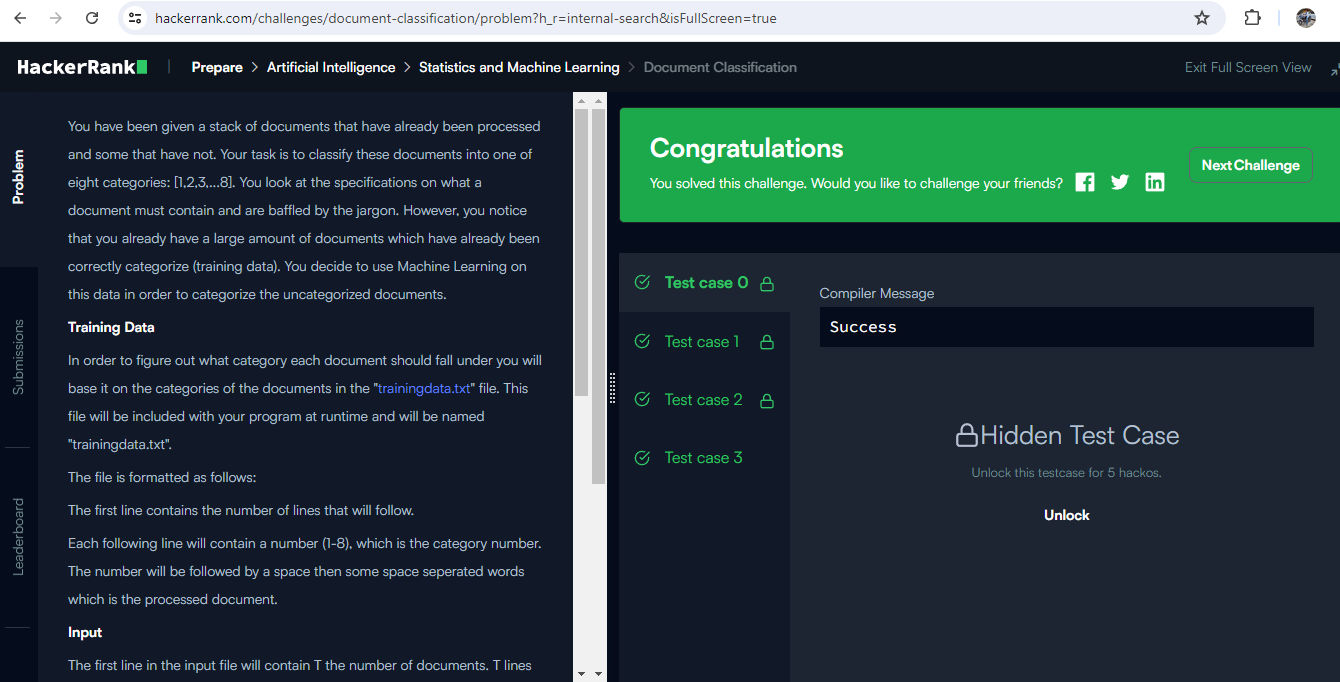 hackerrank.com/challenges/document-classification/problem?h_r=internal-search&isFullScreen=true
HackerRank
Prepare > Artificial Intelligence > Statistics and Machine Learning > Document Classification
Exit Full Screen View
Problem
Submissions
Leaderboard
You have been given a stack of documents that have already been processed
and some that have not. Your task is to classify these documents into one of
eight categories: [1,2,3,...8]. You look at the specifications on what a
document must contain and are baffled by the jargon. However, you notice
that you already have a large amount of documents which have already been
correctly categorize (training data). You decide to use Machine Learning on
this data in order to categorize the uncategorized documents.
Training Data
In order to figure out what category each document should fall under you will
base it on the categories of the documents in the "trainingdata.txt" file. This
file will be included with your program at runtime and will be named
"trainingdata.txt".
The file is formatted as follows:
The first line contains the number of lines that will follow.
Each following line will contain a number (1-8), which is the category number.
The number will be followed by a space then some space seperated words
which is the processed document.
Input
The first line in the input file will contain T the number of documents. T lines
Congratulations
You solved this challenge. Would you like to challenge your friends?
Next Challenge
Test case 0
Test case 1
Test case 2
Test case 3
Compiler Message
Success
Hidden Test Case
Unlock this testcase for 5 hackos.
Unlock